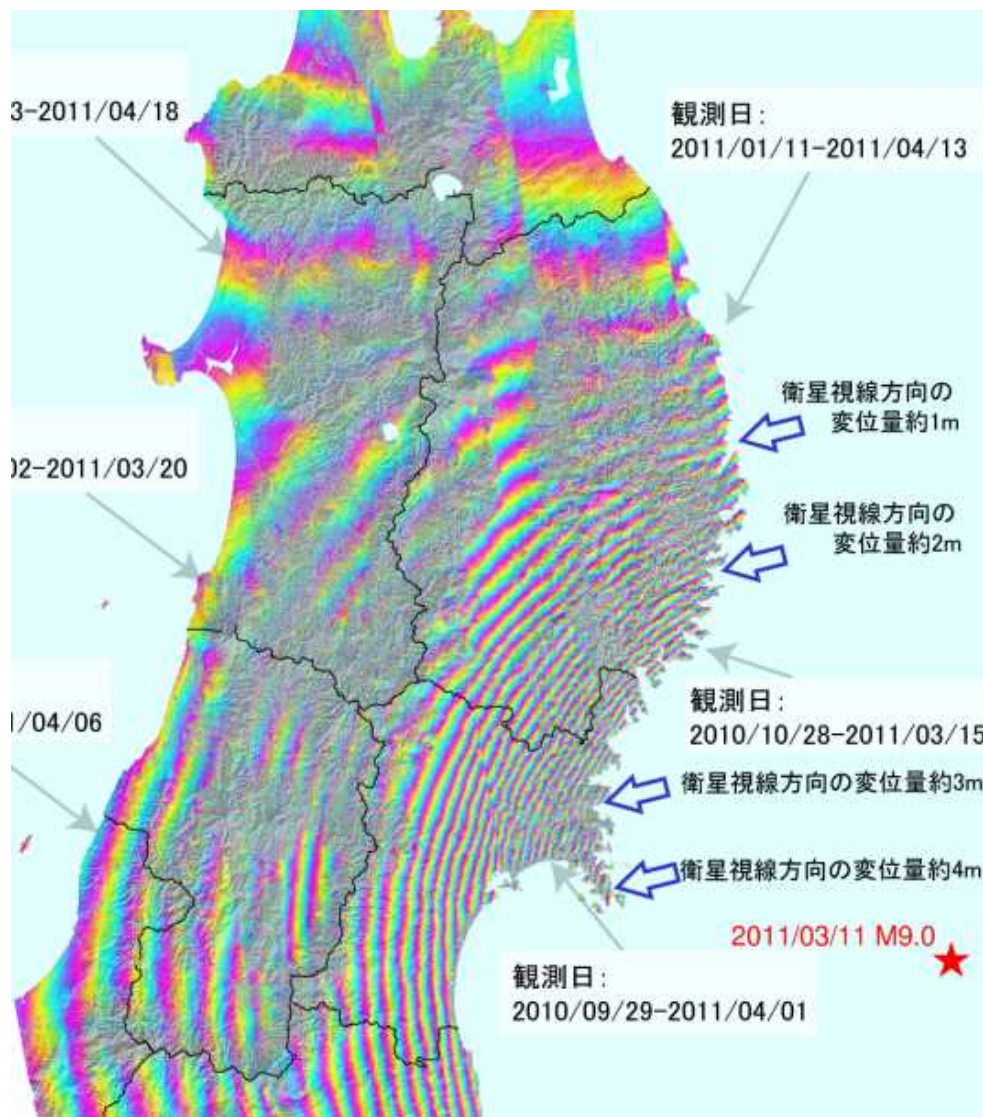 3-2011/04/18
観測日：
2011/01/11-2011/04/13
衛星視線方向の
変位量約1m
02-2011/03/20
衛星視線方向の
変位量約2m
観測日：
2010/10/28-2011/03/15
1/04/06
衛星視線方向の変位量約3m
衛星視線方向の変位量約4m
2011/03/11 M9.0
観測日：
2010/09/29-2011/04/01